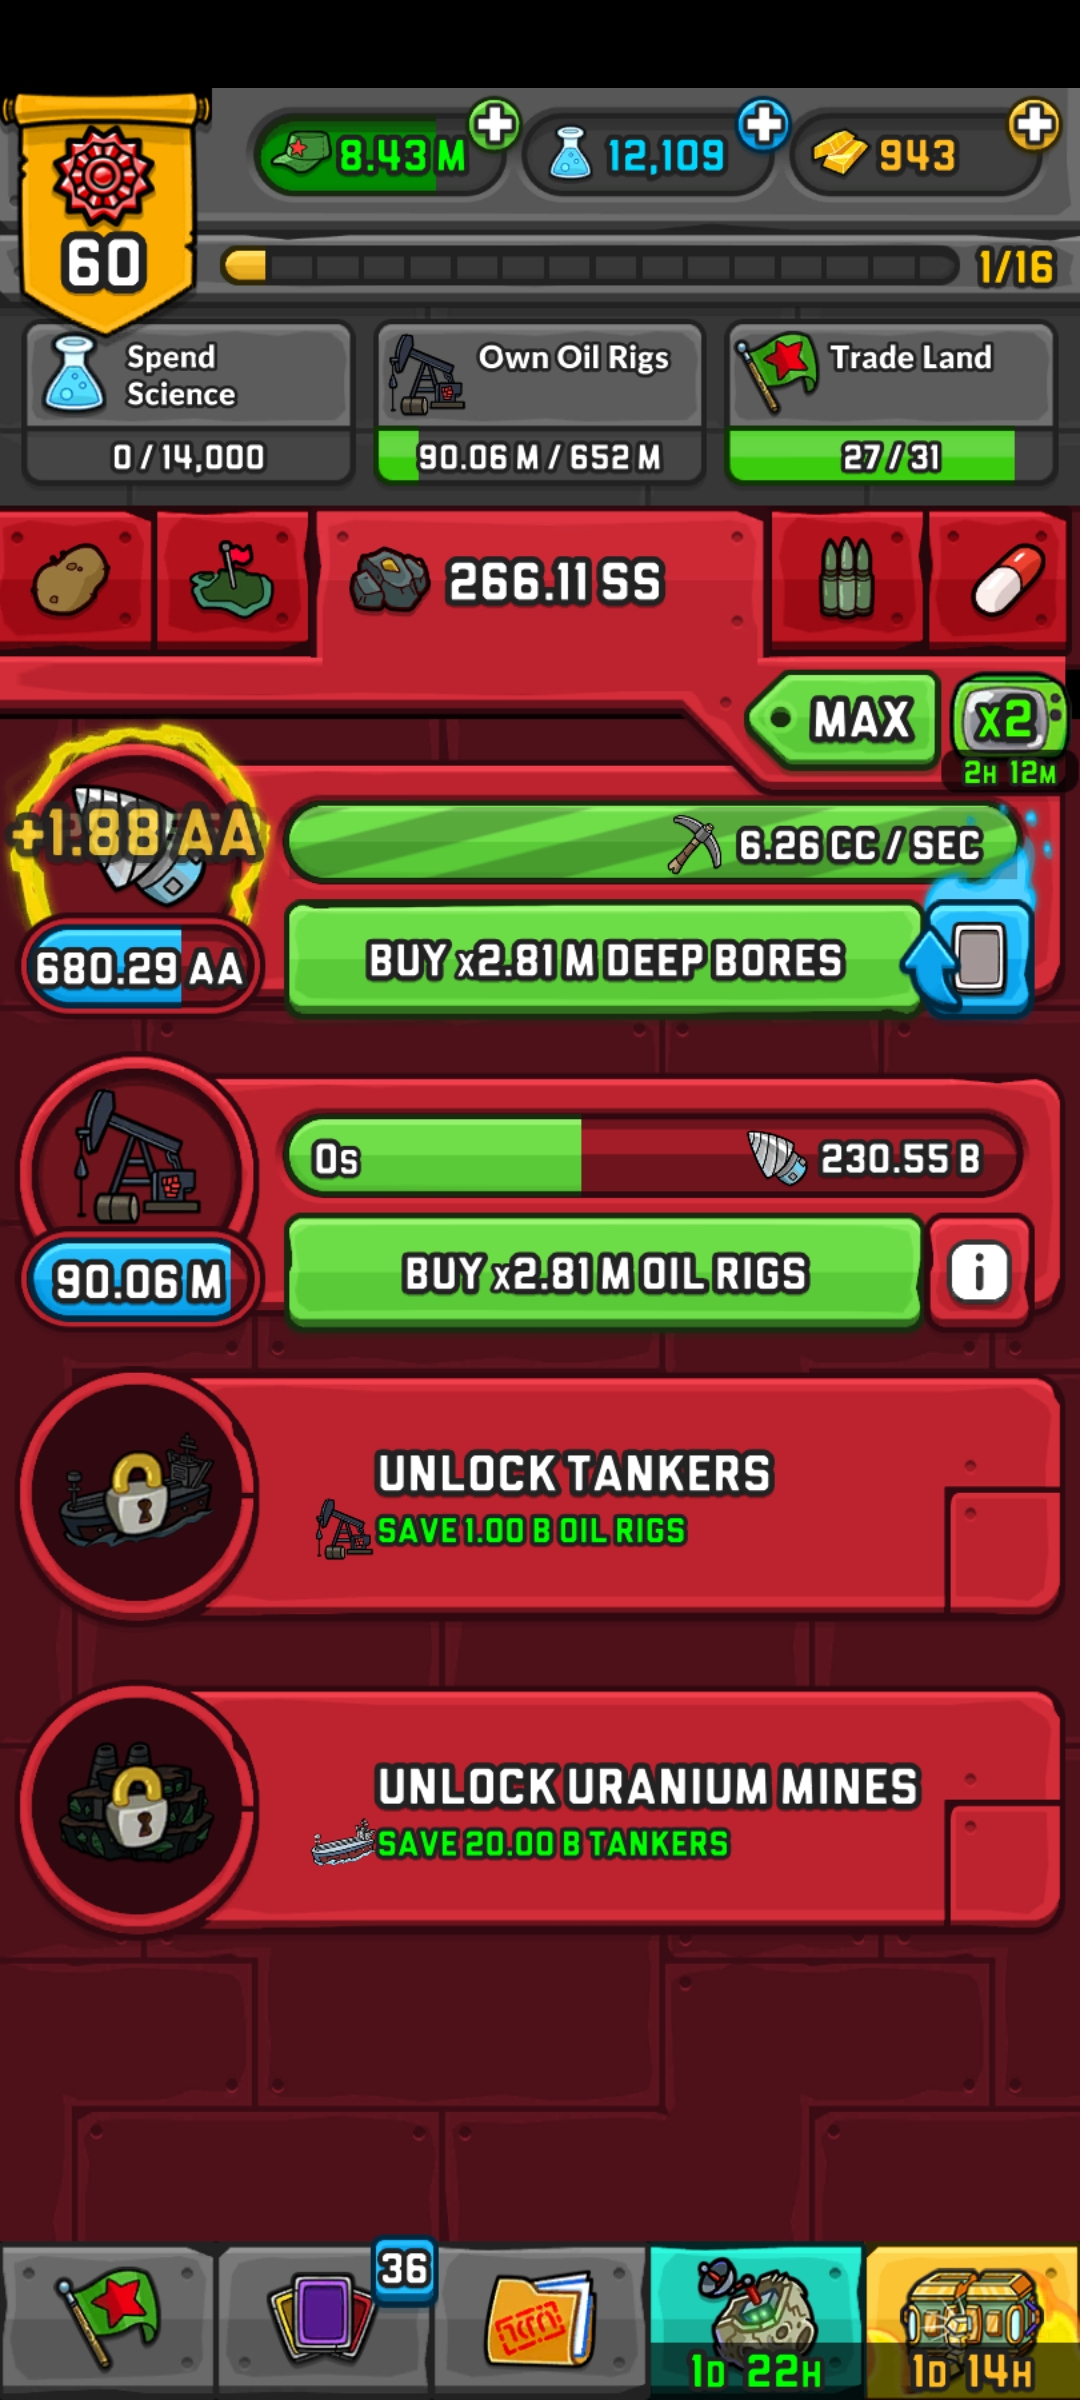 60
8.43 M
12,109
943
1/16
Spend
Science
0 / 14,000
Own Oil Rigs
90.06 M / 652 M
Trade Land
27 / 31
266.11 SS
MAX
x2
2H 12M
+1.88 AA
6.26 CC / SEC
680.29 AA
BUY x2.81 M DEEP BORES
0s
230.55 B
90.06 M
BUY x2.81 M OIL RIGS
i
UNLOCK TANKERS
SAVE 1.00 B OIL RIGS
UNLOCK URANIUM MINES
SAVE 20.00 B TANKERS
36
1D 22H
1D 14H